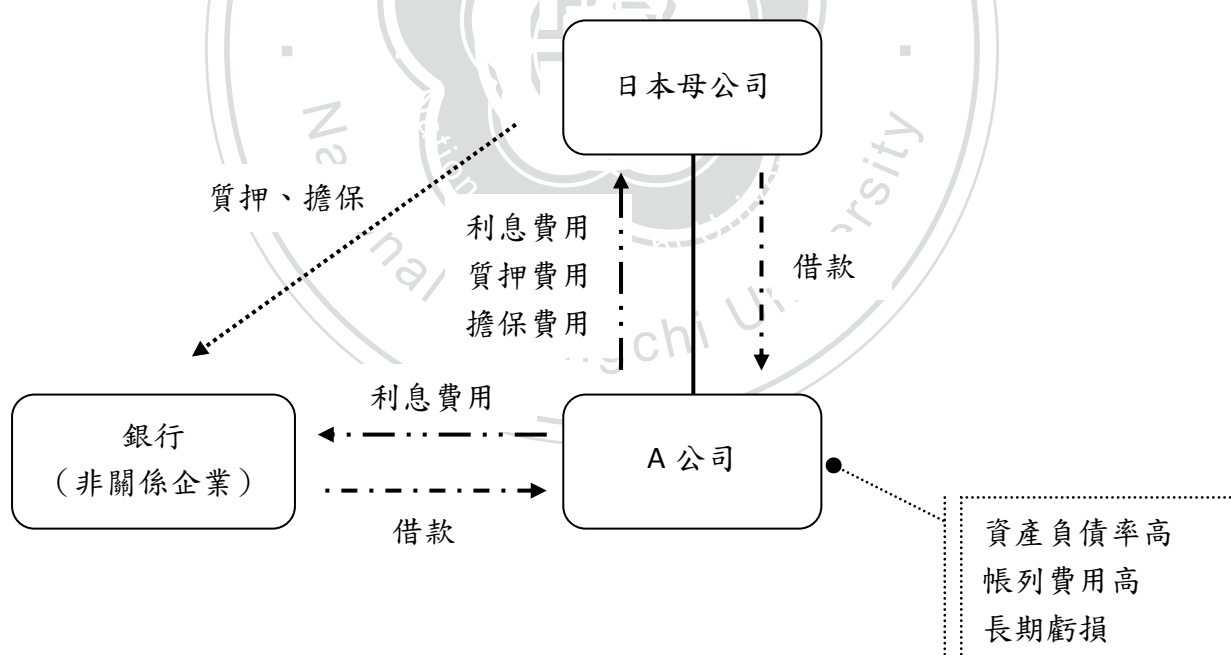 日本母公司
質押、擔保
利息費用
質押費用
擔保費用
借款
利息費用
銀行
（非關係企業）
A 公司
借款
資產負債率高
帳列費用高
長期虧損